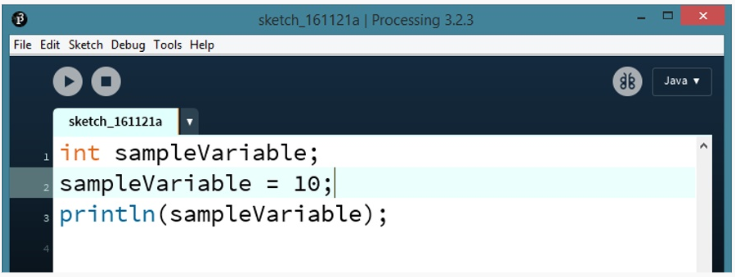 sketch_161121a | Processing 3.2.3
File Edit Sketch Debug Tools Help
Java ▼
sketch_161121a ▼
1 int sampleVariable;
2 sampleVariable = 10;
3 println(sampleVariable);
4